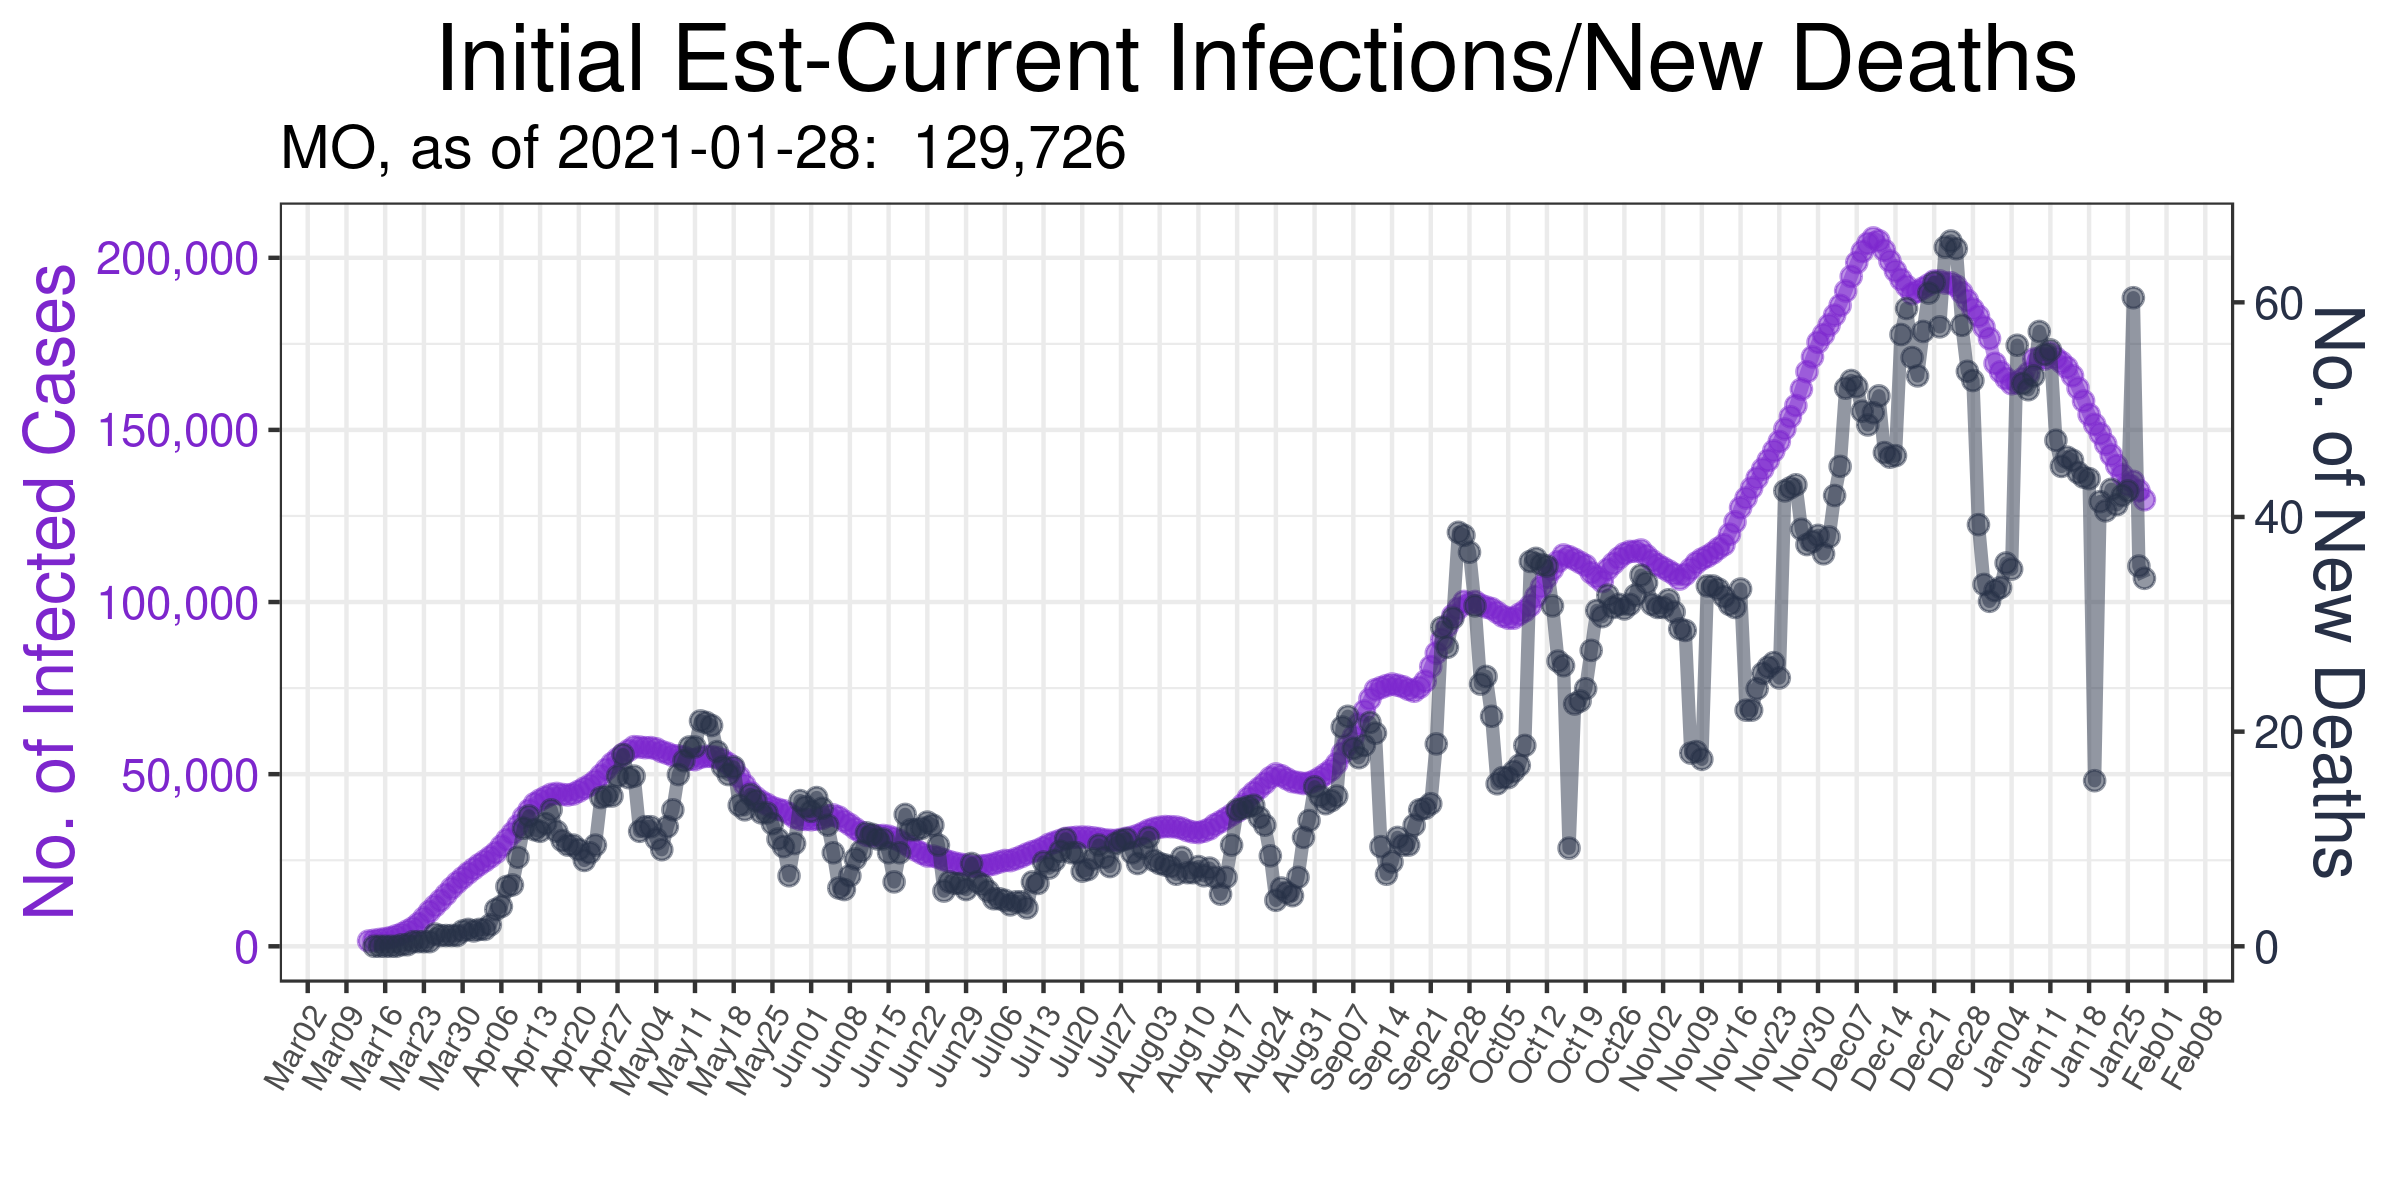 Initial Est-Current Infections/New Deaths
MO, as of 2021-01-28:  129,726
No. of Infected Cases
200,000
150,000
100,000
50,000
0
60
40
20
0
No. of New Deaths
Mar02
Mar09
Mar16
Mar23
Mar30
Apr06
Apr13
Apr20
Apr27
May04
May11
May18
May25
Jun01
Jun08
Jun15
Jun22
Jun29
Jul06
Jul13
Jul20
Jul27
Aug03
Aug10
Aug17
Aug24
Aug31
Sep07
Sep14
Sep21
Sep28
Oct05
Oct12
Oct19
Oct26
Nov02
Nov09
Nov16
Nov23
Nov30
Dec07
Dec14
Dec21
Dec28
Jan04
Jan11
Jan18
Jan25
Feb01
Feb08